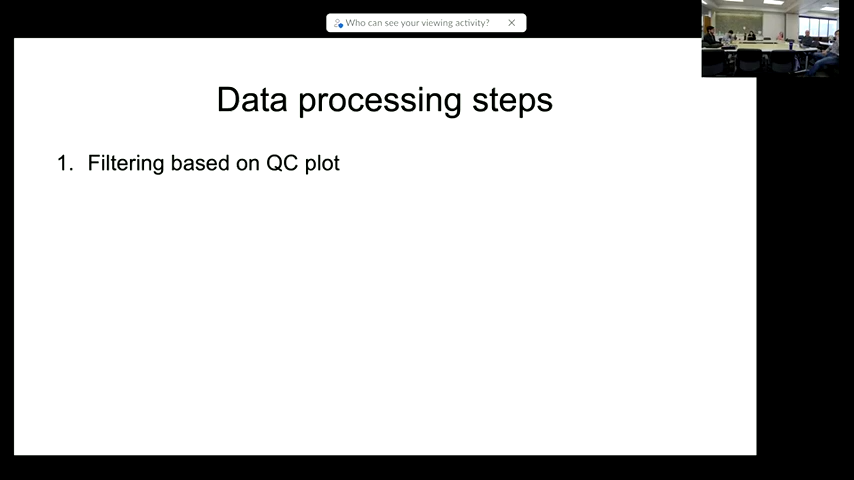 Who can see your viewing activity?
Data processing steps
1. Filtering based on QC plot